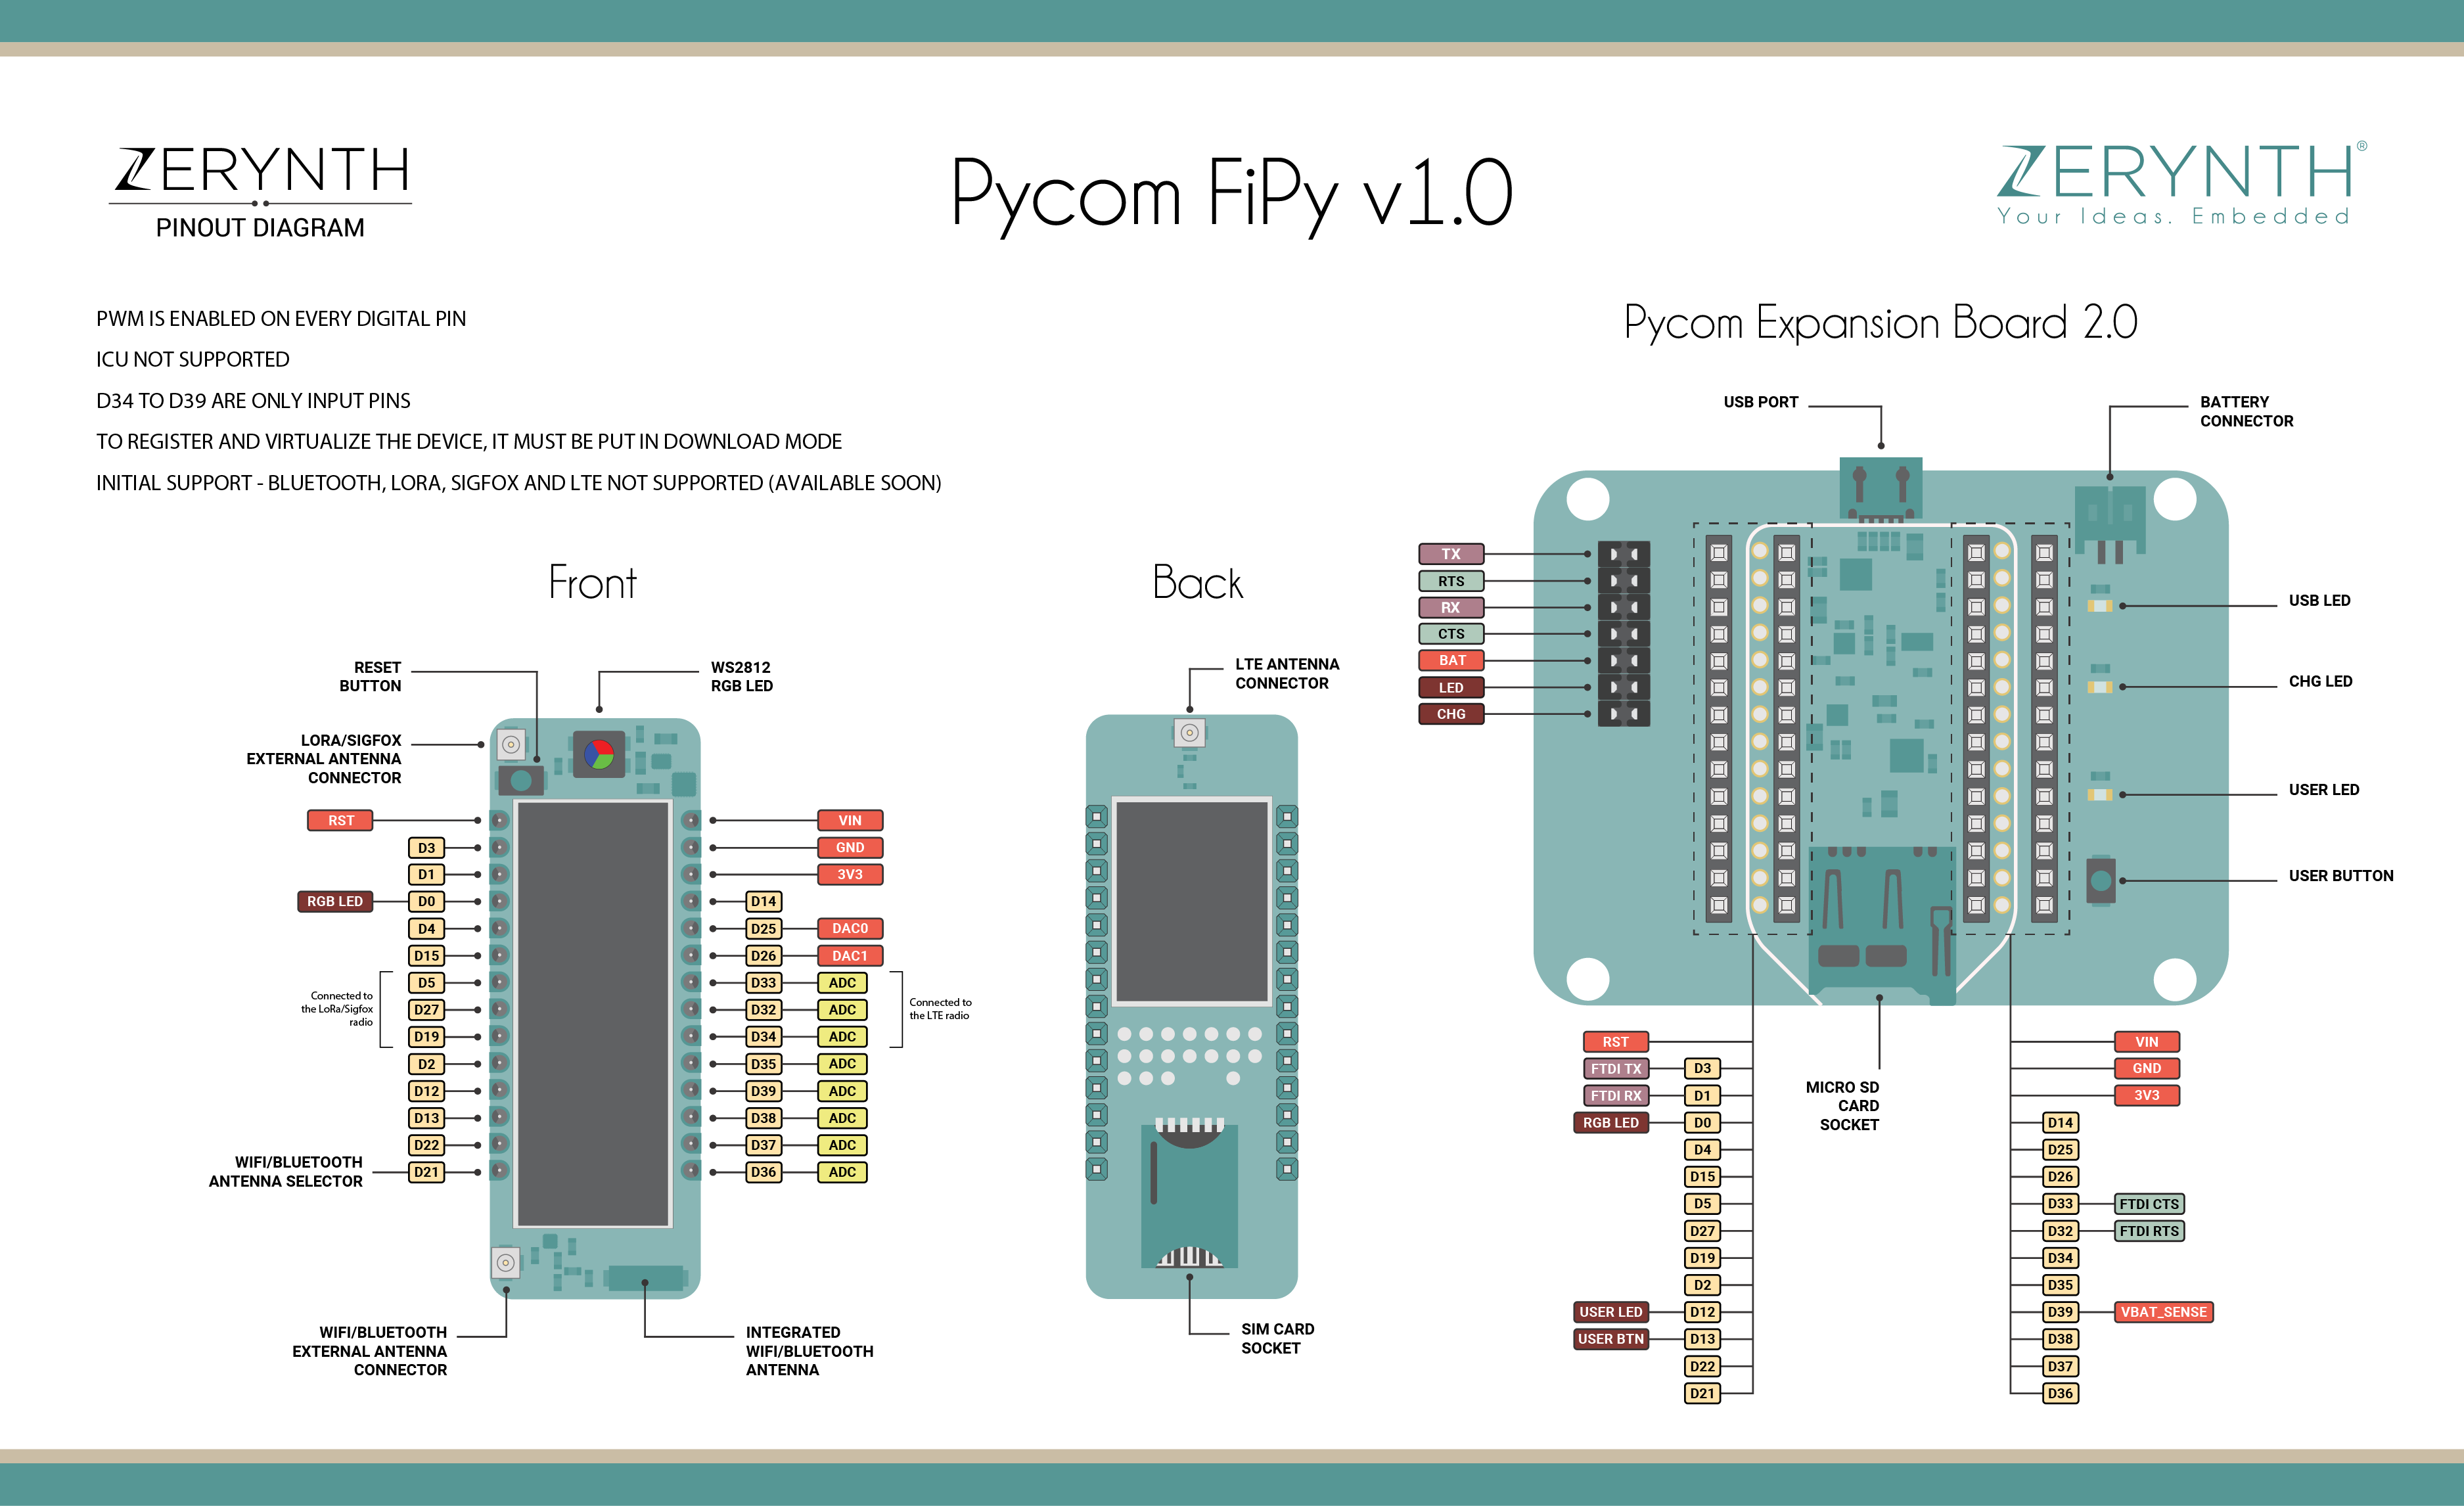 ZERYNTH
PINOUT DIAGRAM
Pycom FiPy v1.0
ZERYNTH®
Your Ideas. Embedded
PWM IS ENABLED ON EVERY DIGITAL PIN
ICU NOT SUPPORTED
D34 TO D39 ARE ONLY INPUT PINS
TO REGISTER AND VIRTUALIZE THE DEVICE, IT MUST BE PUT IN DOWNLOAD MODE
INITIAL SUPPORT - BLUETOOTH, LORA, SIGFOX AND LTE NOT SUPPORTED (AVAILABLE SOON)
Front
RESET
BUTTON
WS2812
RGB LED
LORA/SIGFOX
EXTERNAL ANTENNA
CONNECTOR
RST
D3
D1
RGB LED D0
D4
D15
D5
D27
D19
Connected to
the LoRa/Sigfox
radio
D2
D12
D13
D22
WIFI/BLUETOOTH
ANTENNA SELECTOR
D21
VIN
GND
3V3
D14
D25 DAC0
D26 DAC1
D33 ADC
D32 ADC
D34 ADC
Connected to
the LTE radio
D35 ADC
D39 ADC
D38 ADC
D37 ADC
D36 ADC
WIFI/BLUETOOTH
EXTERNAL ANTENNA
CONNECTOR
INTEGRATED
WIFI/BLUETOOTH
ANTENNA
Back
LTE ANTENNA
CONNECTOR
SIM CARD
SOCKET
Pycom Expansion Board 2.0
USB PORT
BATTERY
CONNECTOR
TX
RTS
RX
CTS
BAT
LED
CHG
USB LED
CHG LED
USER LED
USER BUTTON
MICRO SD
CARD
SOCKET
RST
FTDI TX D3
FTDI RX D1
RGB LED D0
D4
D15
D5
D27
D19
D2
USER LED D12
USER BTN D13
D22
D21
VIN
GND
3V3
D14
D25
D26
D33 FTDI CTS
D32 FTDI RTS
D34
D35
D39 VBAT_SENSE
D38
D37
D36